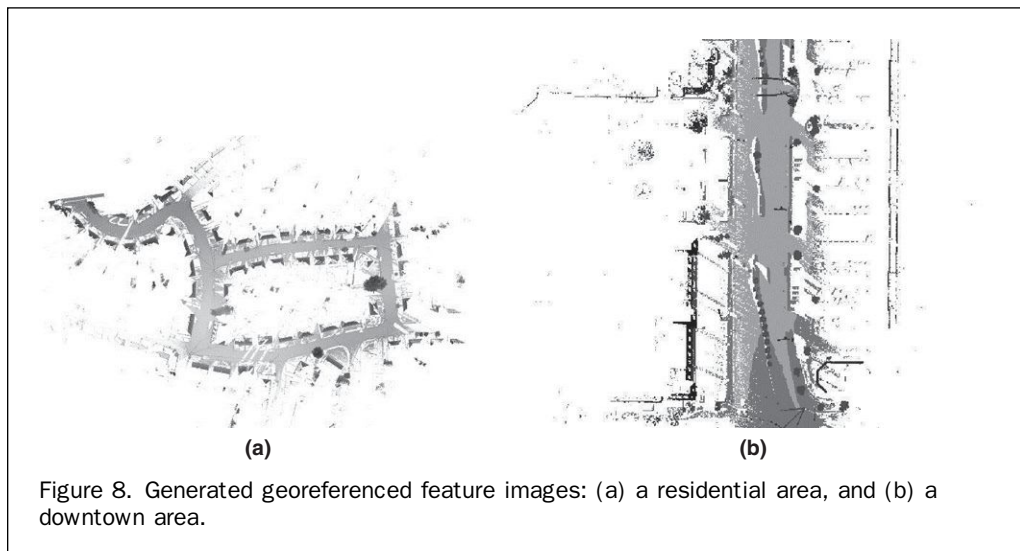 (a)
(b)
Figure 8. Generated georeferenced feature images: (a) a residential area, and (b) a
downtown area.